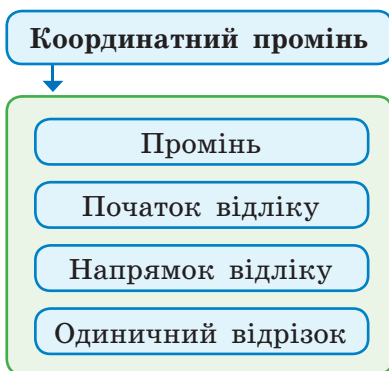 Координатний промінь
Промінь
Початок відліку
Напрямок відліку
Одиничний відрізок